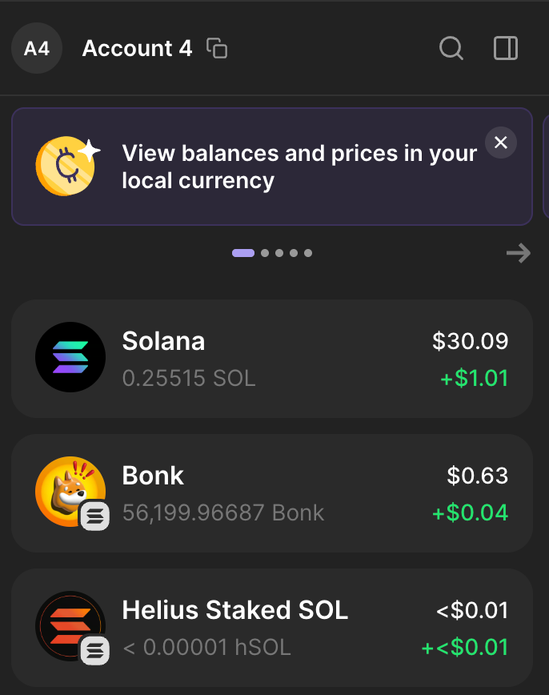 A4 Account 4
View balances and prices in your
local currency
Solana $30.09
0.25515 SOL +$1.01
Bonk $0.63
56,199.96687 Bonk +$0.04
Helius Staked SOL <$0.01
< 0.00001 hSOL +<$0.01